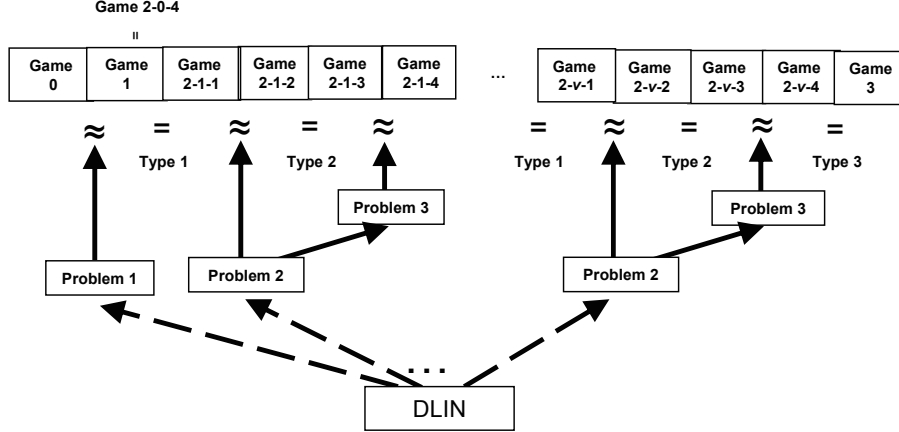 Game 2-0-4
=
Game 0
Game 1
Game 2-1-1
Game 2-1-2
Game 2-1-3
Game 2-1-4
...
Game 2-v-1
Game 2-v-2
Game 2-v-3
Game 2-v-4
Game 3
≈ = ≈ = ≈ = ≈ = ≈ =
Type 1
Type 2
Type 1
Type 2
Type 3
Problem 3
Problem 3
Problem 1
Problem 2
Problem 2
...
DLIN